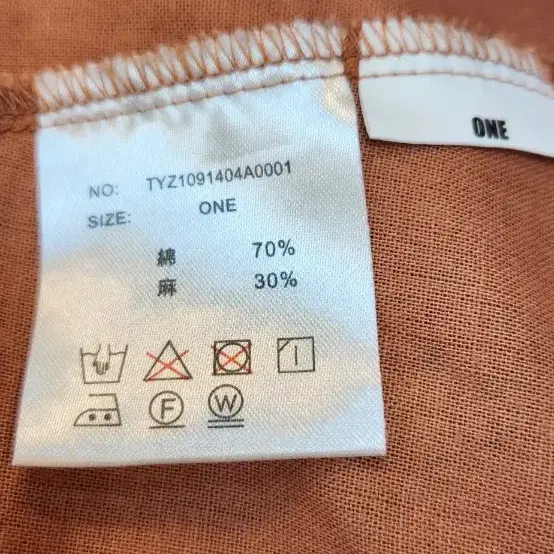 NO: TYZ1091404A0001
SIZE: ONE
綿 70%
麻 30%
F W
ONE